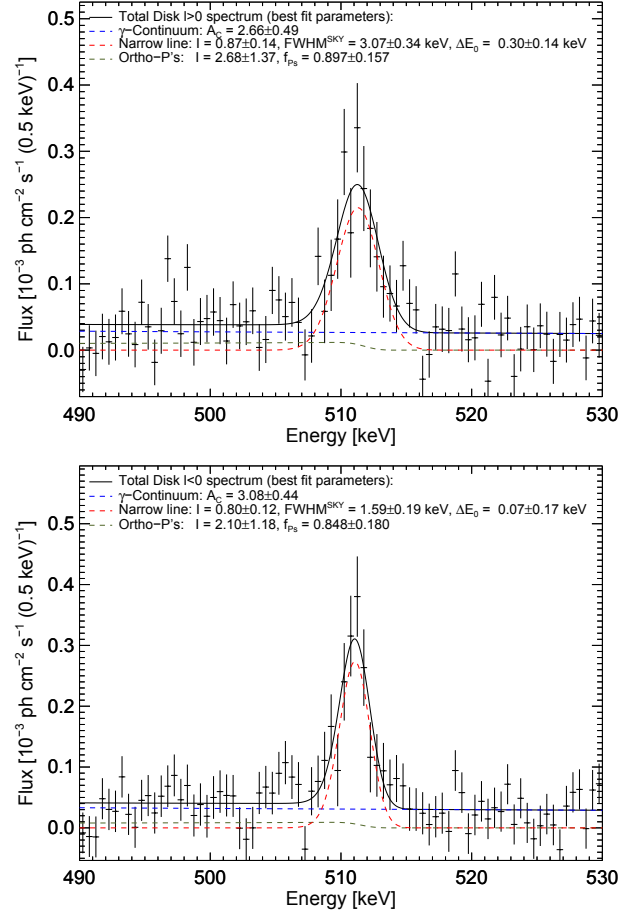 Total Disk l>0 spectrum (best fit parameters):
γ−Continuum: A_C = 2.66±0.49
Narrow line: I = 0.87±0.14, FWHM^SKY = 3.07±0.34 keV, ΔE_0 = 0.30±0.14 keV
Ortho−P's: I = 2.68±1.37, f_Ps = 0.897±0.157
Flux [10^−3 ph cm^−2 s^−1 (0.5 keV)^−1]
0.5
0.4
0.3
0.2
0.1
0.0
490 500 510 520 530
Energy [keV]
Total Disk l<0 spectrum (best fit parameters):
γ−Continuum: A_C = 3.08±0.44
Narrow line: I = 0.80±0.12, FWHM^SKY = 1.59±0.19 keV, ΔE_0 = 0.07±0.17 keV
Ortho−P's: I = 2.10±1.18, f_Ps = 0.848±0.180
Flux [10^−3 ph cm^−2 s^−1 (0.5 keV)^−1]
0.5
0.4
0.3
0.2
0.1
0.0
490 500 510 520 530
Energy [keV]